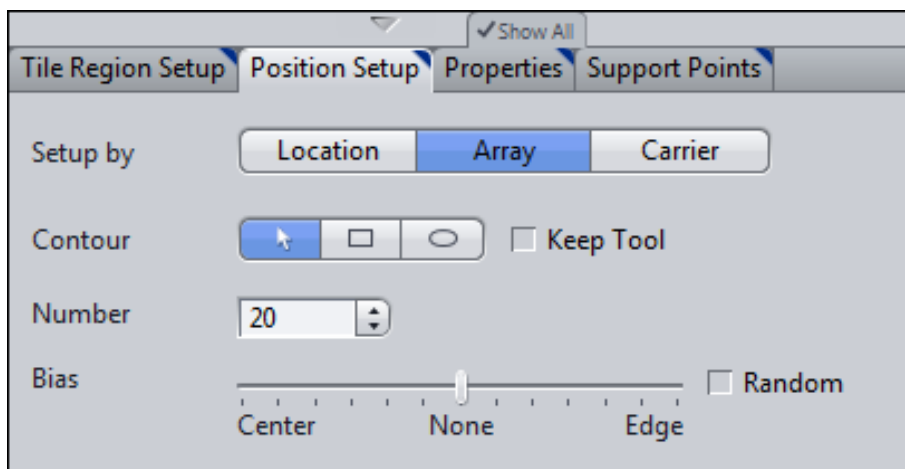 Show All
Tile Region Setup Position Setup Properties Support Points
Setup by Location Array Carrier
Contour Keep Tool
Number 20
Bias Random
Center None Edge